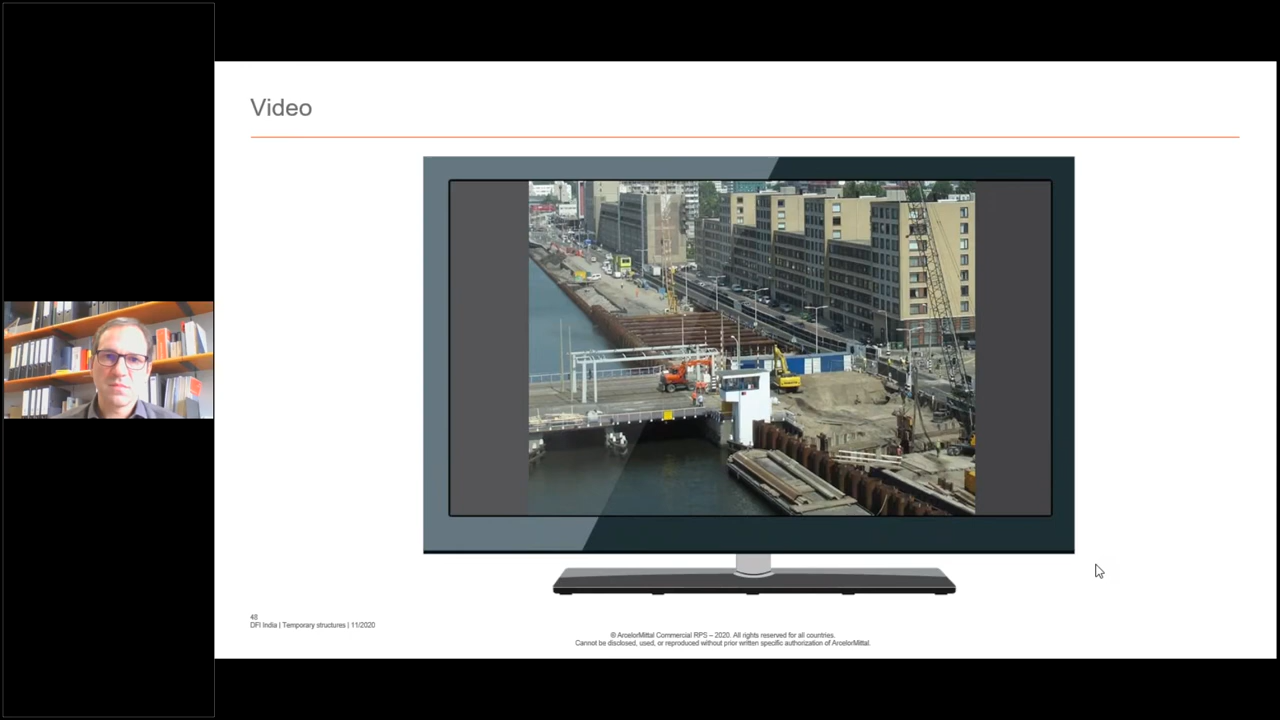 Video
48
DFI India | Temporary structures | 11/2020
© ArcelorMittal Commercial RPS – 2020. All rights reserved for all countries.
Cannot be disclosed, used, or reproduced without prior written specific authorization of ArcelorMittal.